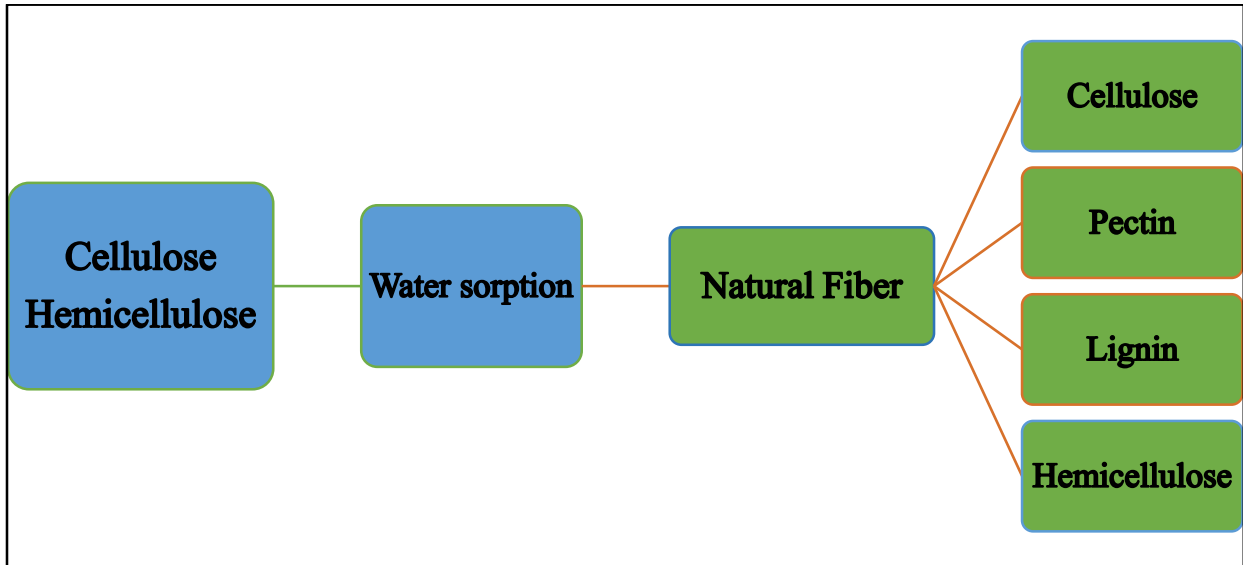 Cellulose
Hemicellulose
Water sorption
Natural Fiber
Cellulose
Pectin
Lignin
Hemicellulose